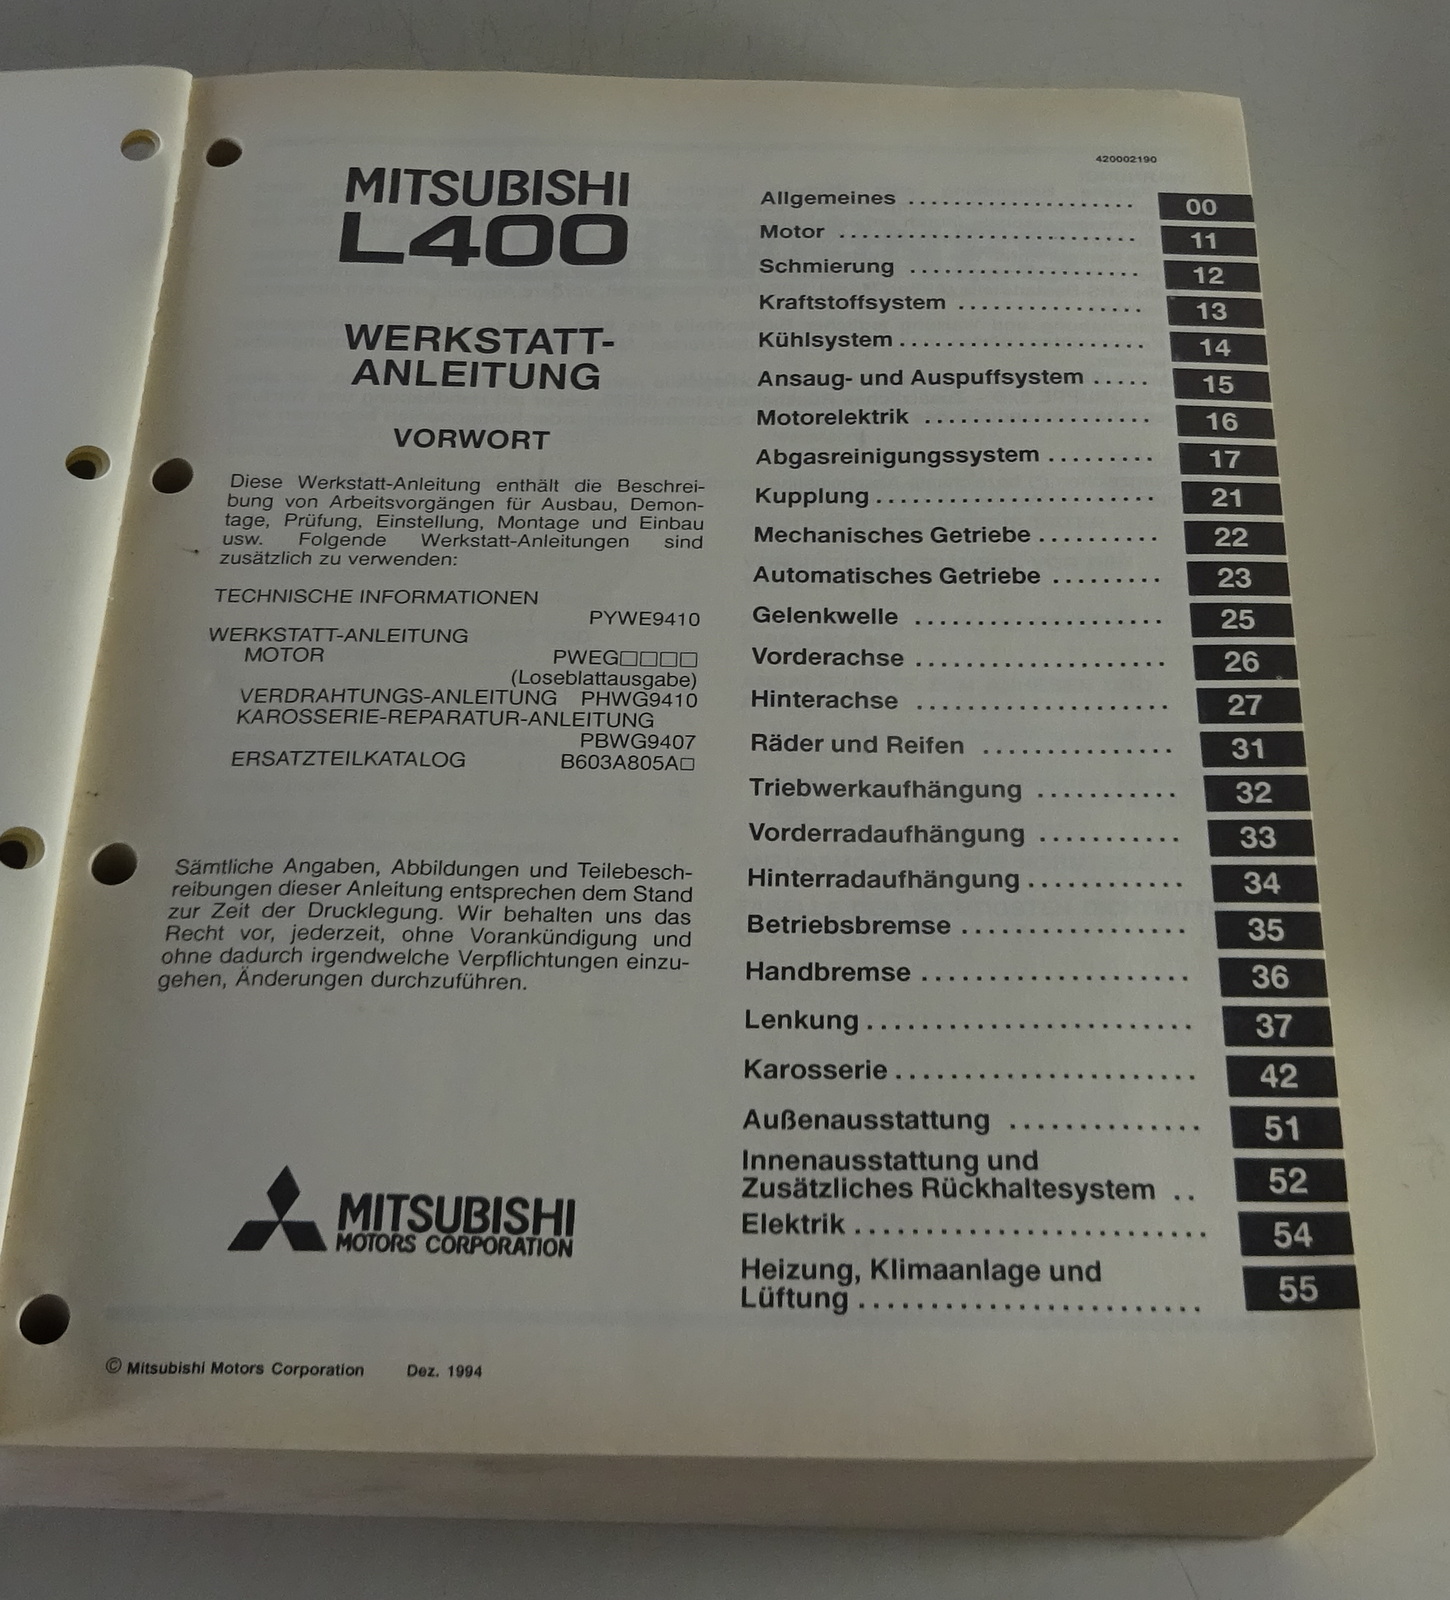 MITSUBISHI
L400
WERKSTATT-
ANLEITUNG
VORWORT
Diese Werkstatt-Anleitung enthält die Beschrei-
bung von Arbeitsvorgängen für Ausbau, Demon-
tage, Prüfung, Einstellung, Montage und Einbau
usw. Folgende Werkstatt-Anleitungen sind
zusätzlich zu verwenden:
TECHNISCHE INFORMATIONEN
PYWE9410
WERKSTATT-ANLEITUNG
MOTOR PWEG□□□□
(Loseblattausgabe)
VERDRAHTUNGS-ANLEITUNG PHWG9410
KAROSSERIE-REPARATUR-ANLEITUNG
PBWG9407
ERSATZTEILKATALOG B603A805A□
Sämtliche Angaben, Abbildungen und Teilebesch-
reibungen dieser Anleitung entsprechen dem Stand
zur Zeit der Drucklegung. Wir behalten uns das
Recht vor, jederzeit, ohne Vorankündigung und
ohne dadurch irgendwelche Verpflichtungen einzu-
gehen, Änderungen durchzuführen.
MITSUBISHI
MOTORS CORPORATION
© Mitsubishi Motors Corporation Dez. 1994
420002190
Allgemeines .................... 00
Motor .......................... 11
Schmierung .................... 12
Kraftstoffsystem ................ 13
Kühlsystem ..................... 14
Ansaug- und Auspuffsystem ..... 15
Motorelektrik ................... 16
Abgasreinigungssystem ......... 17
Kupplung ....................... 21
Mechanisches Getriebe .......... 22
Automatisches Getriebe ......... 23
Gelenkwelle .................... 25
Vorderachse .................... 26
Hinterachse .................... 27
Räder und Reifen ............... 31
Triebwerkaufhängung ........... 32
Vorderradaufhängung ........... 33
Hinterradaufhängung ............ 34
Betriebsbremse ................. 35
Handbremse .................... 36
Lenkung ........................ 37
Karosserie ...................... 42
Außenausstattung .............. 51
Innenausstattung und
Zusätzliches Rückhaltesystem .. 52
Elektrik ......................... 54
Heizung, Klimaanlage und
Lüftung ......................... 55